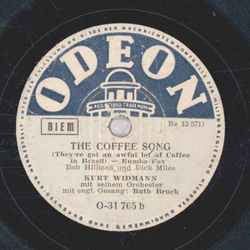 ODEON
REGISTERED TRADE MARK
BIEM
Be 13 571)
THE COFFEE SONG
(They're got an awful lot of Coffee
in Brasil) — Rumba-Fox
Bob Hilliard und Dick Miles
KURT WIDMANN
mit seinem Orchester
mit engl. Gesang: Ruth Bruck
O-31 765 b